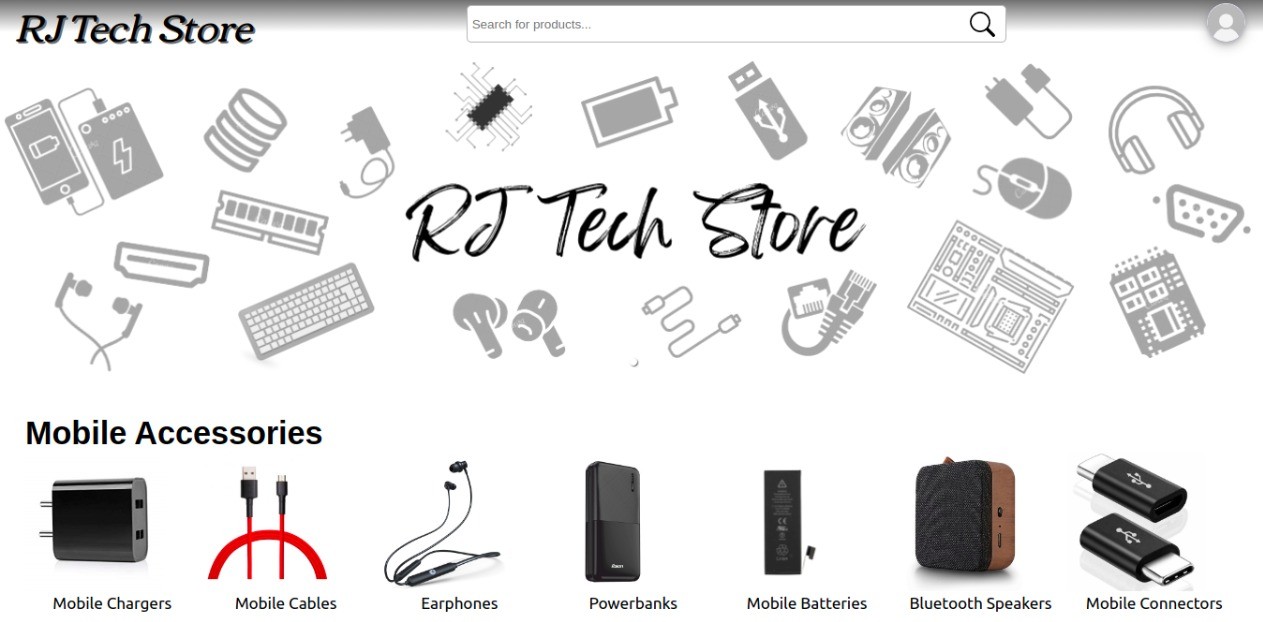 RJ Tech Store
Search for products...
RJ Tech Store
Mobile Accessories
Mobile Chargers
Mobile Cables
Earphones
Powerbanks
Mobile Batteries
Bluetooth Speakers
Mobile Connectors